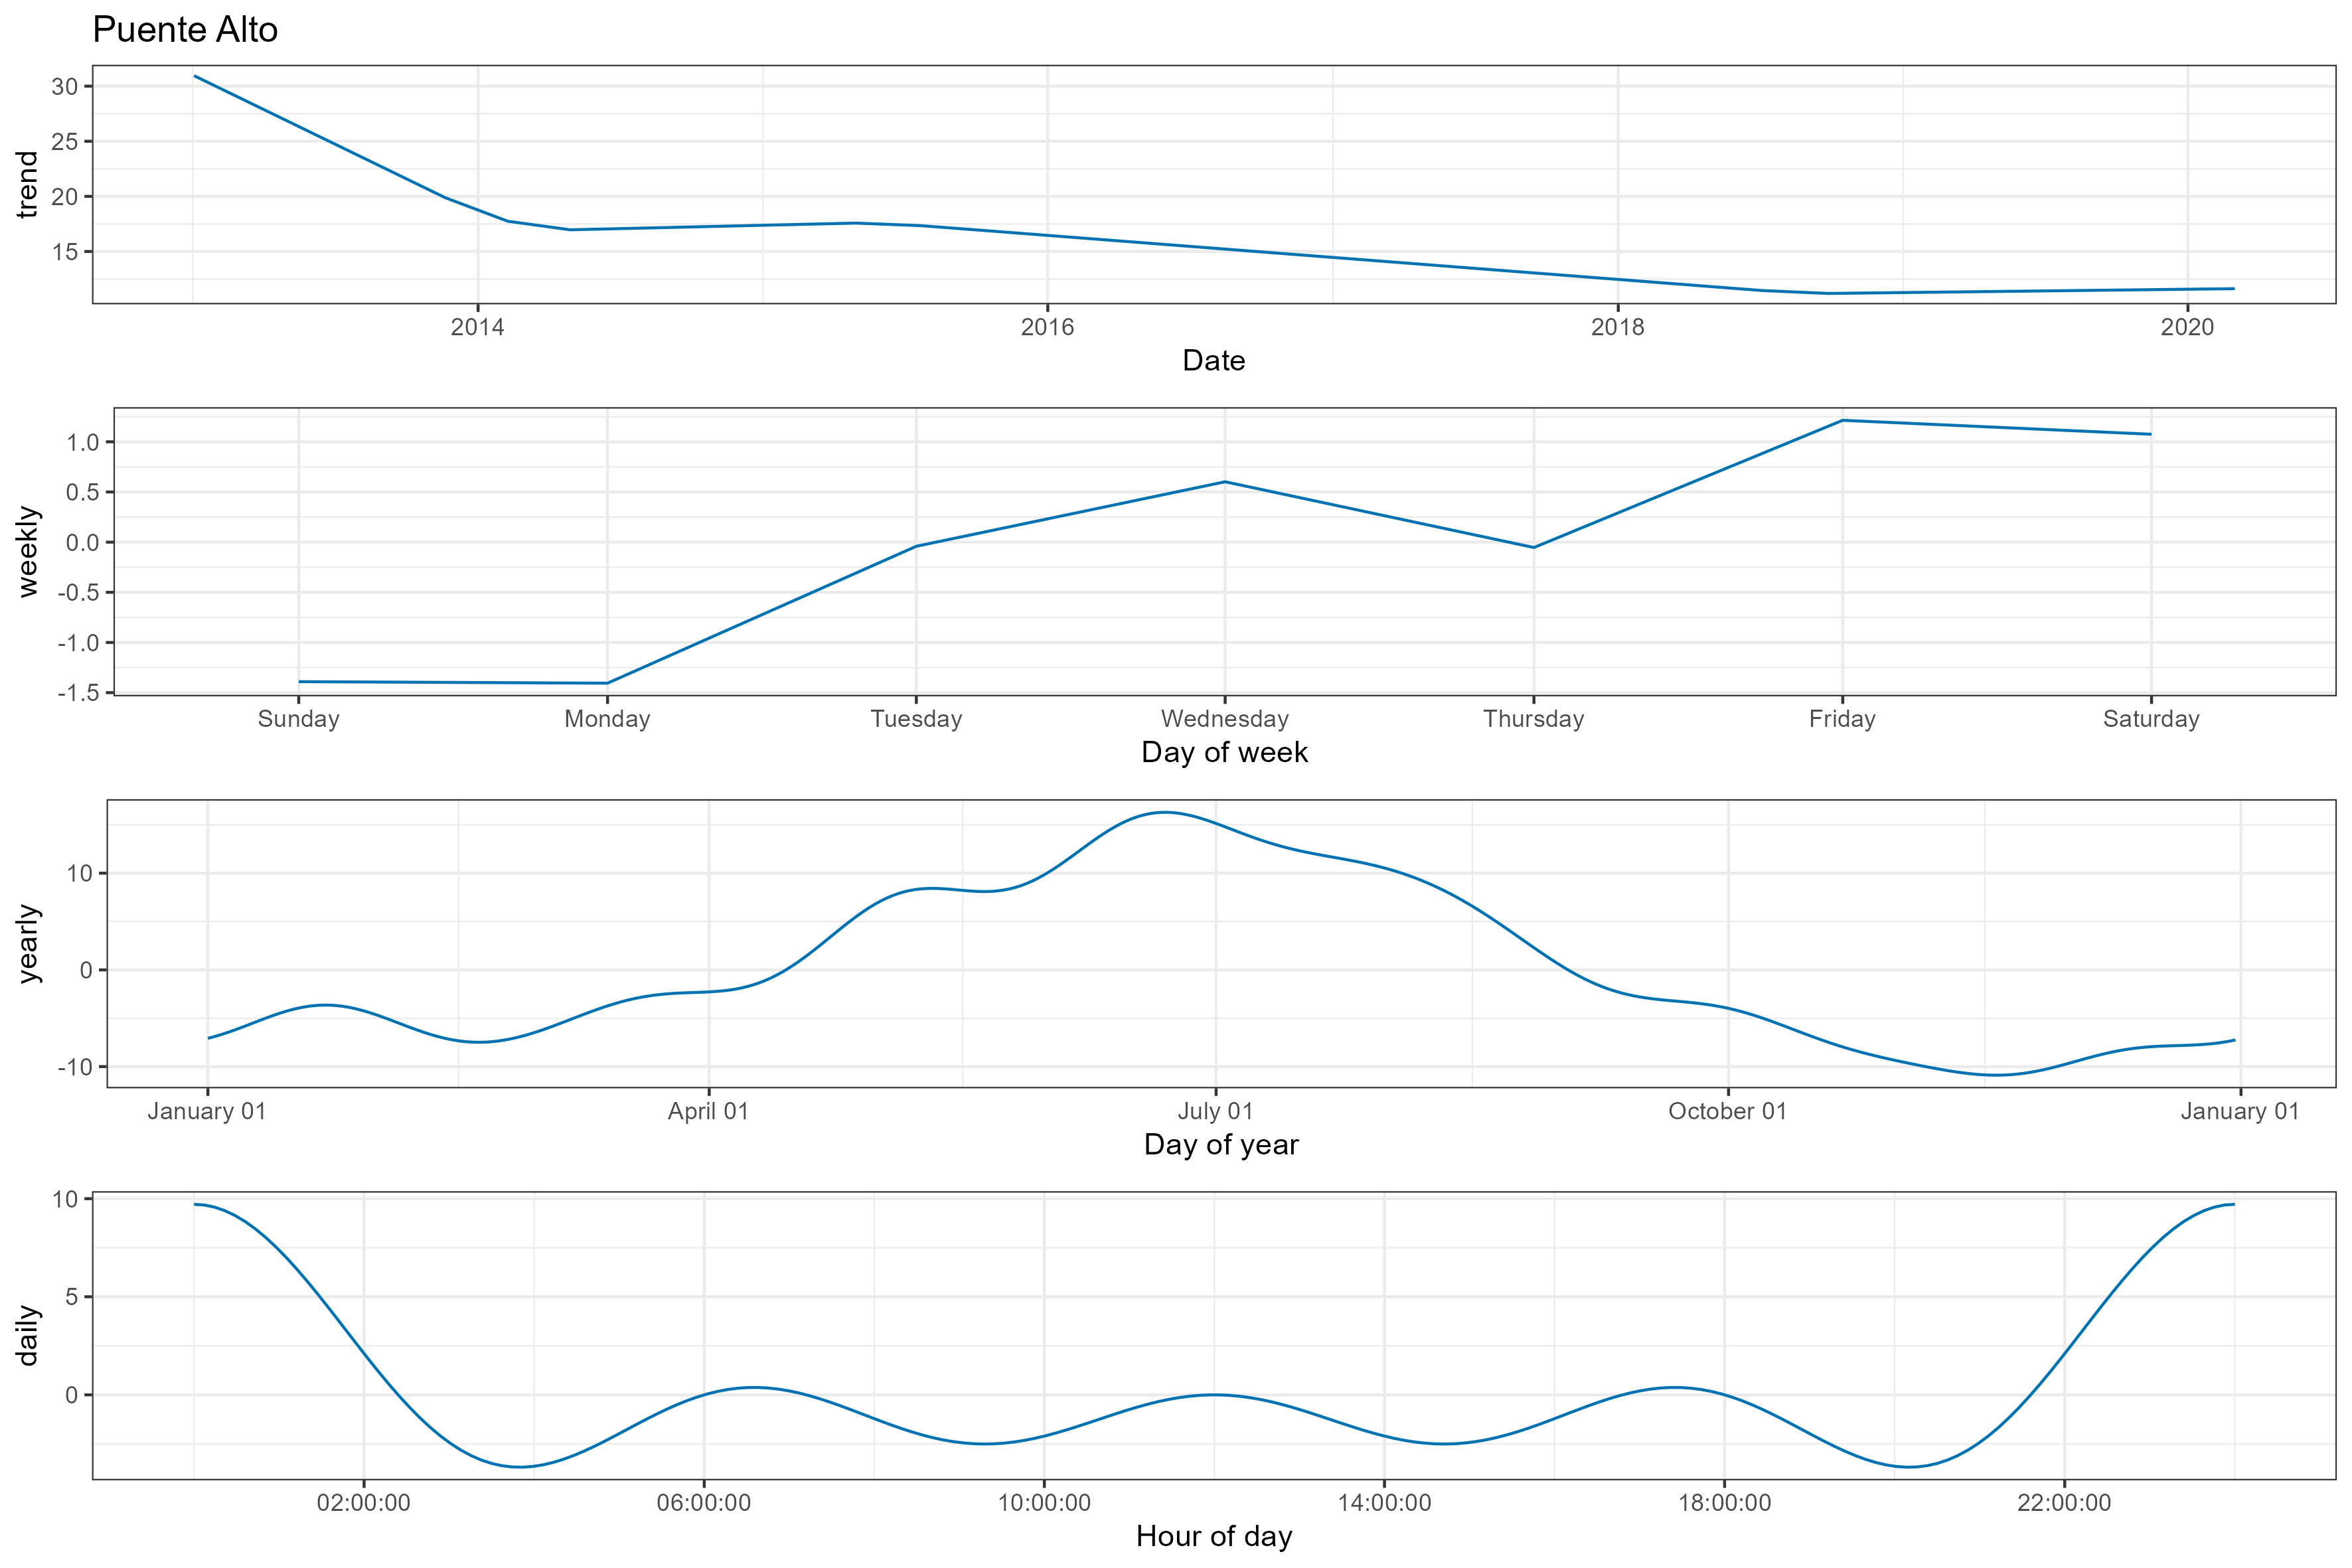 Puente Alto
trend
30
25
20
15
2014 2016 2018 2020
Date
weekly
1.0
0.5
0.0
-0.5
-1.0
-1.5
Sunday Monday Tuesday Wednesday Thursday Friday Saturday
Day of week
yearly
10
0
-10
January 01 April 01 July 01 October 01 January 01
Day of year
daily
10
5
0
02:00:00 06:00:00 10:00:00 14:00:00 18:00:00 22:00:00
Hour of day